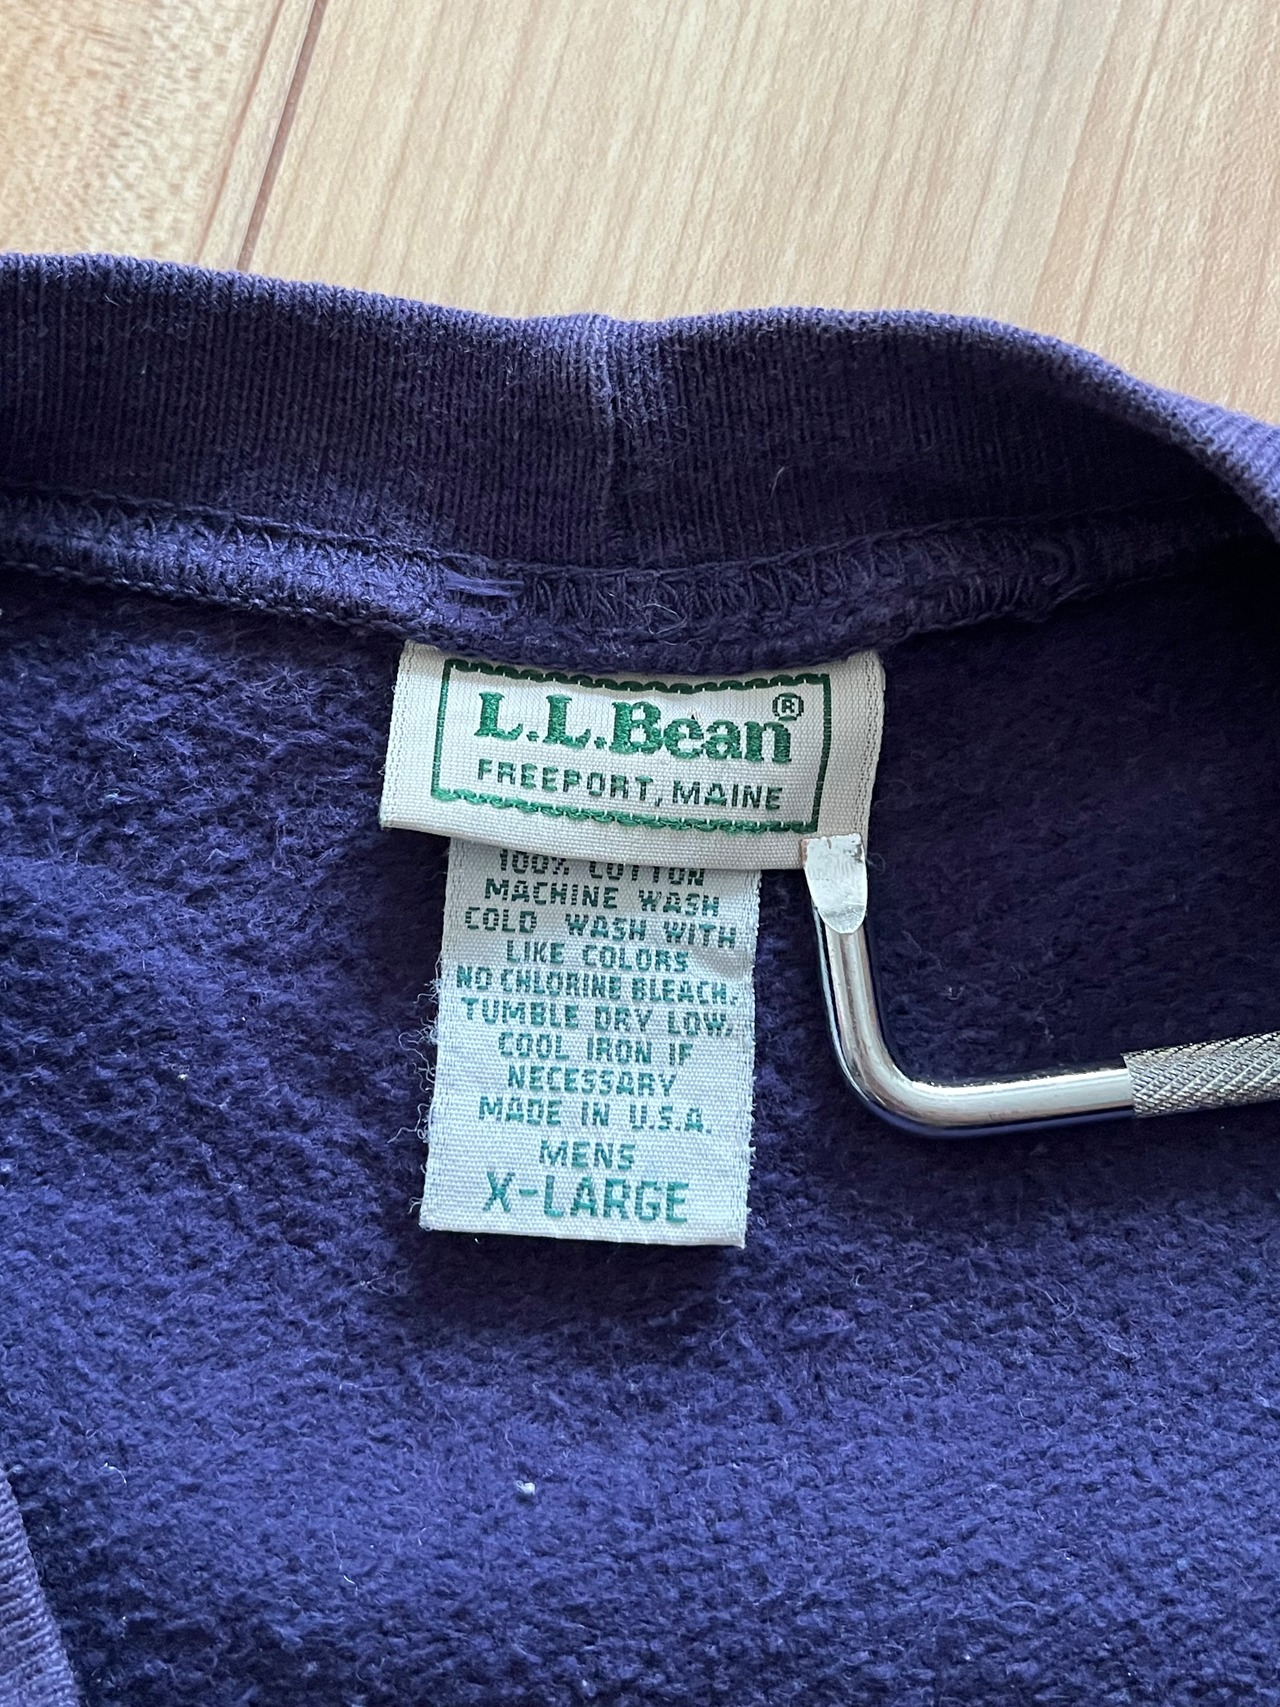 L.L.Bean®
FREEPORT, MAINE
100% COTTON
MACHINE WASH
COLD WASH WITH
LIKE COLORS
NO CHLORINE BLEACH.
TUMBLE DRY LOW.
COOL IRON IF
NECESSARY
MADE IN U.S.A.
MENS
X-LARGE